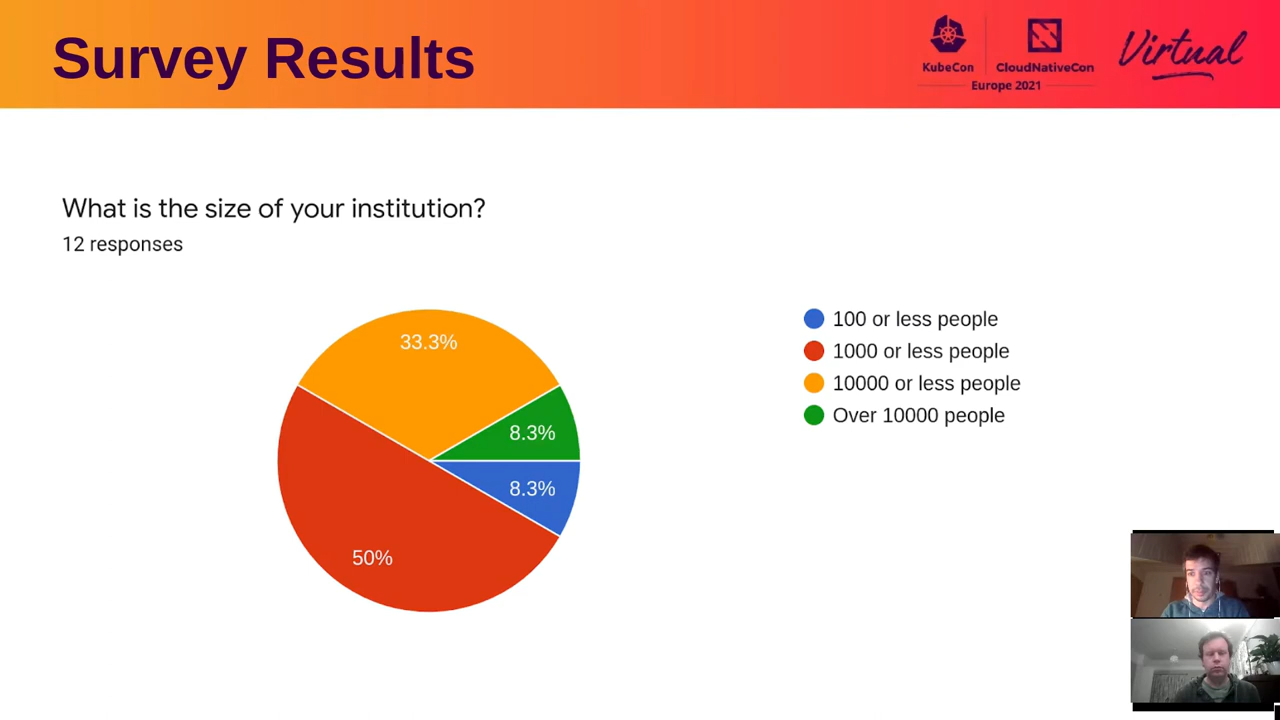 Survey Results
KubeCon
CloudNativeCon
Europe 2021
Virtual
What is the size of your institution?
12 responses
33.3%
8.3%
8.3%
50%
100 or less people
1000 or less people
10000 or less people
Over 10000 people